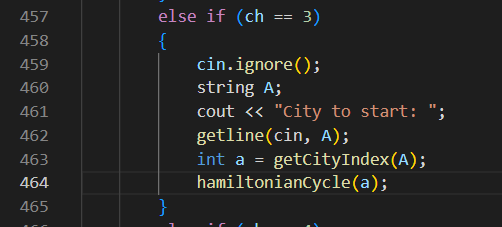 457 else if (ch == 3)
458 {
459 cin.ignore();
460 string A;
461 cout << "City to start: ";
462 getline(cin, A);
463 int a = getCityIndex(A);
464 hamiltonianCycle(a);
465 }